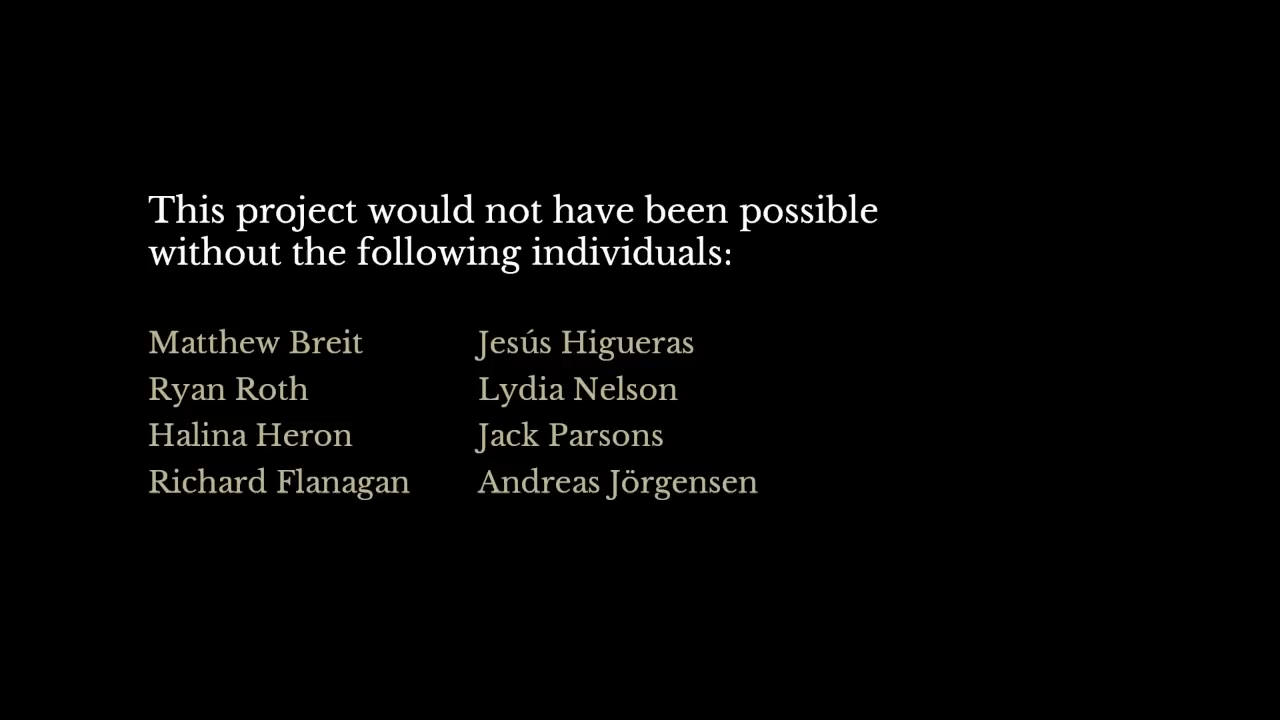 This project would not have been possible
without the following individuals:
Matthew Breit
Ryan Roth
Halina Heron
Richard Flanagan
Jesús Higueras
Lydia Nelson
Jack Parsons
Andreas Jörgensen